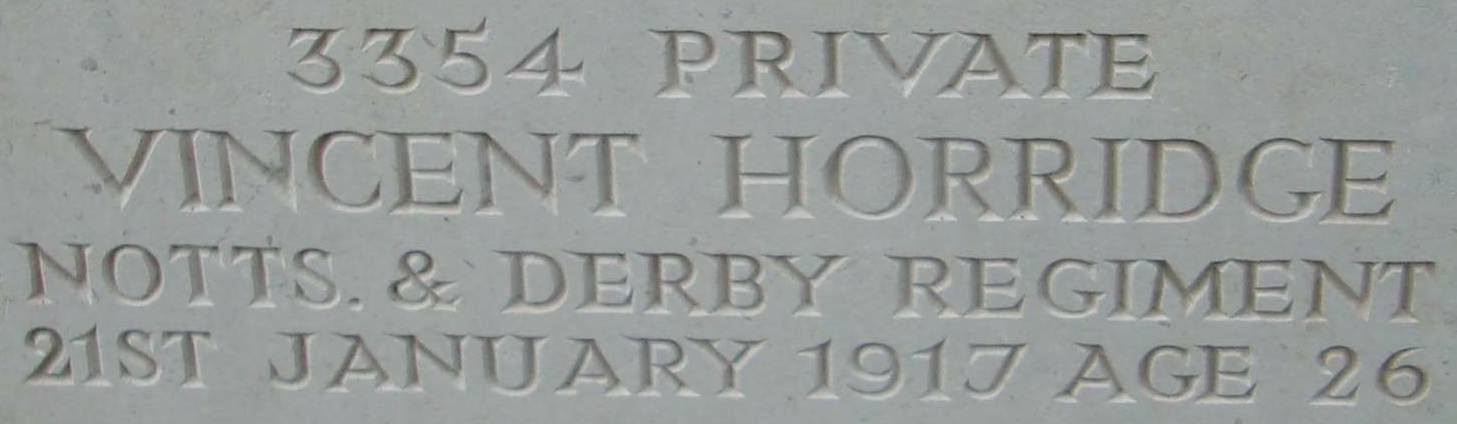 3354 PRIVATE
VINCENT HORRIDGE
NOTTS. & DERBY REGIMENT
21ST JANUARY 1917 AGE 26